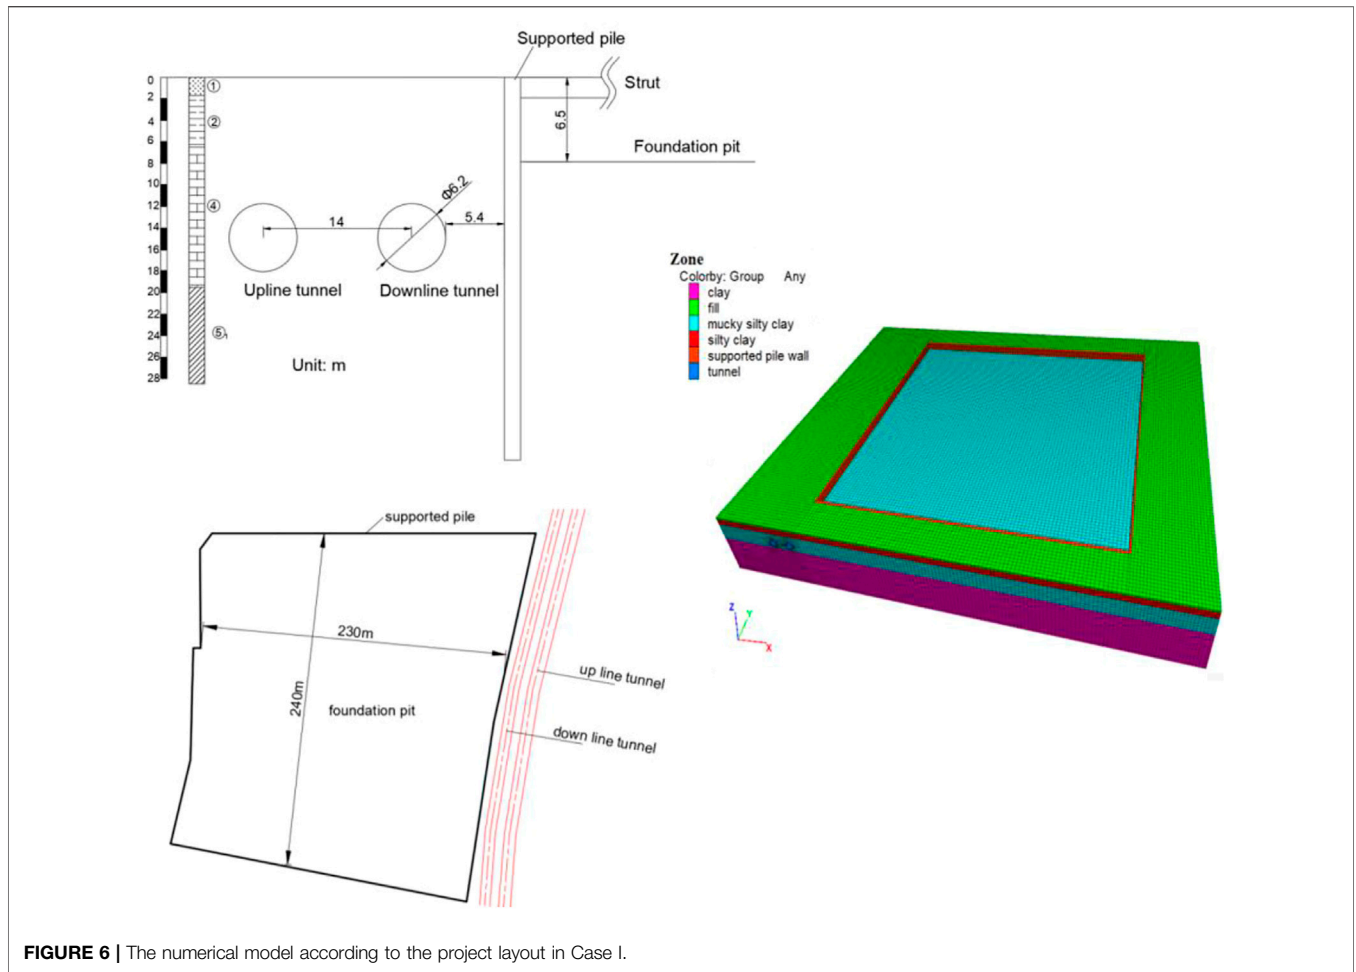 Supported pile
Strut
0
2
4
6
8
10
12
14
16
18
20
22
24
26
28
①
②
④
⑤₁
6.5
Foundation pit
Φ6.2
14
5.4
Upline tunnel
Downline tunnel
Unit: m
Zone
Colorby: Group Any
clay
fill
mucky silty clay
silty clay
supported pile wall
tunnel
Z
Y
X
supported pile
230m
240m
foundation pit
up line tunnel
down line tunnel
FIGURE 6 | The numerical model according to the project layout in Case I.